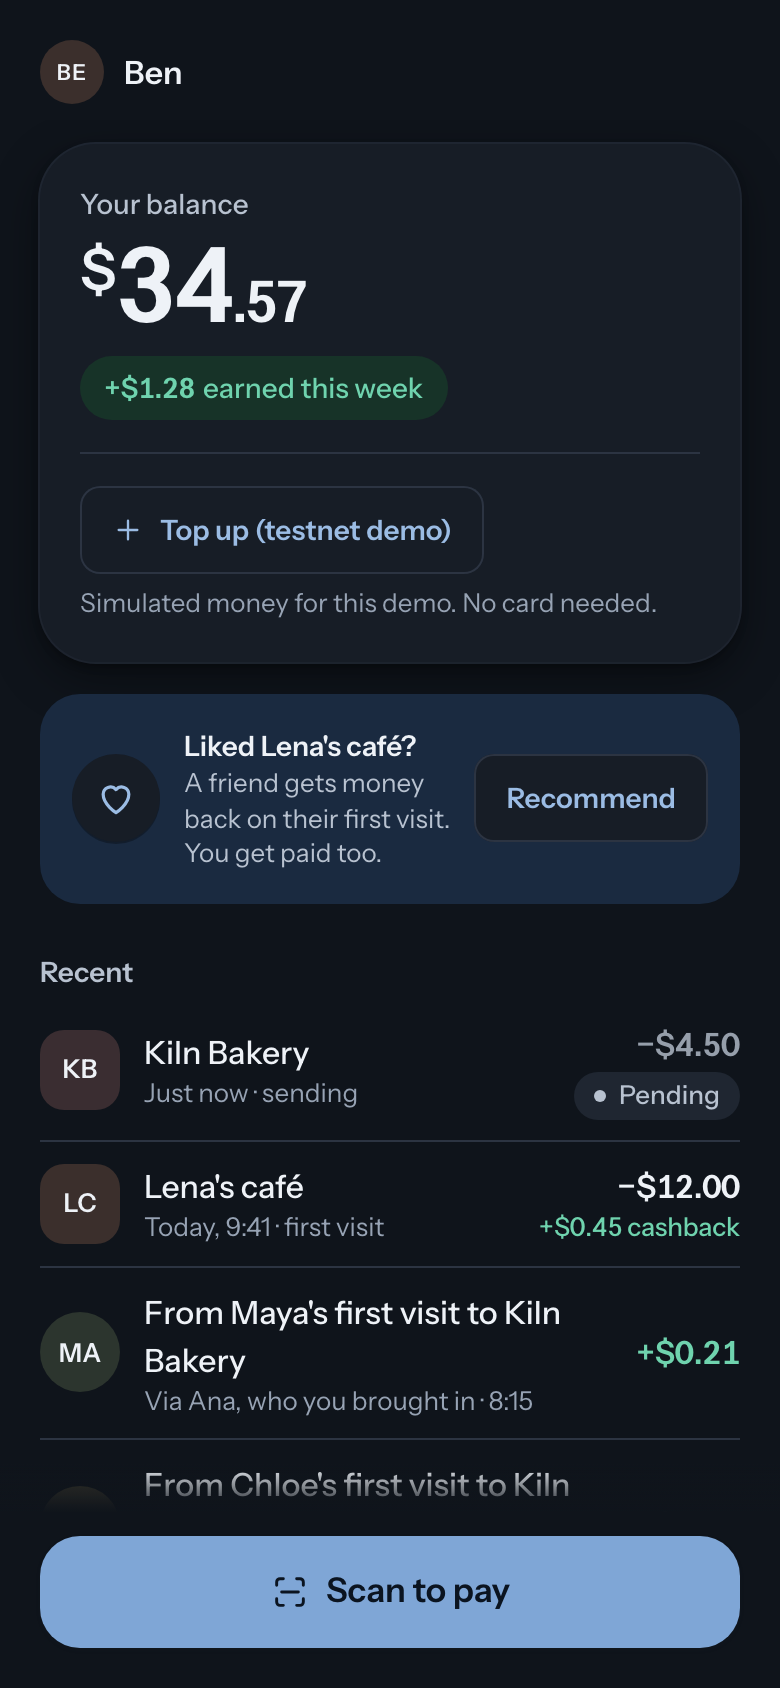 BE
Ben
Your balance
$34.57
+$1.28 earned this week
+ Top up (testnet demo)
Simulated money for this demo. No card needed.
Liked Lena's café?
A friend gets money
back on their first visit.
You get paid too.
Recommend
Recent
KB
Kiln Bakery
Just now · sending
−$4.50
Pending
LC
Lena's café
Today, 9:41 · first visit
−$12.00
+$0.45 cashback
MA
From Maya's first visit to Kiln
Bakery
Via Ana, who you brought in · 8:15
+$0.21
From Chloe's first visit to Kiln
Scan to pay